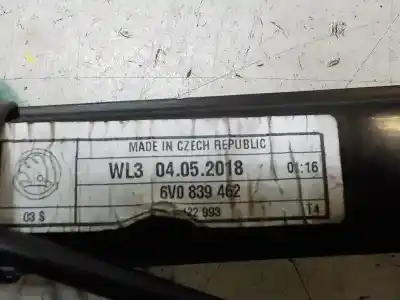 MADE IN CZECH REPUBLIC
WL3 04.05.2018 01:16
6V0 839 462
03 S 22 993 T4